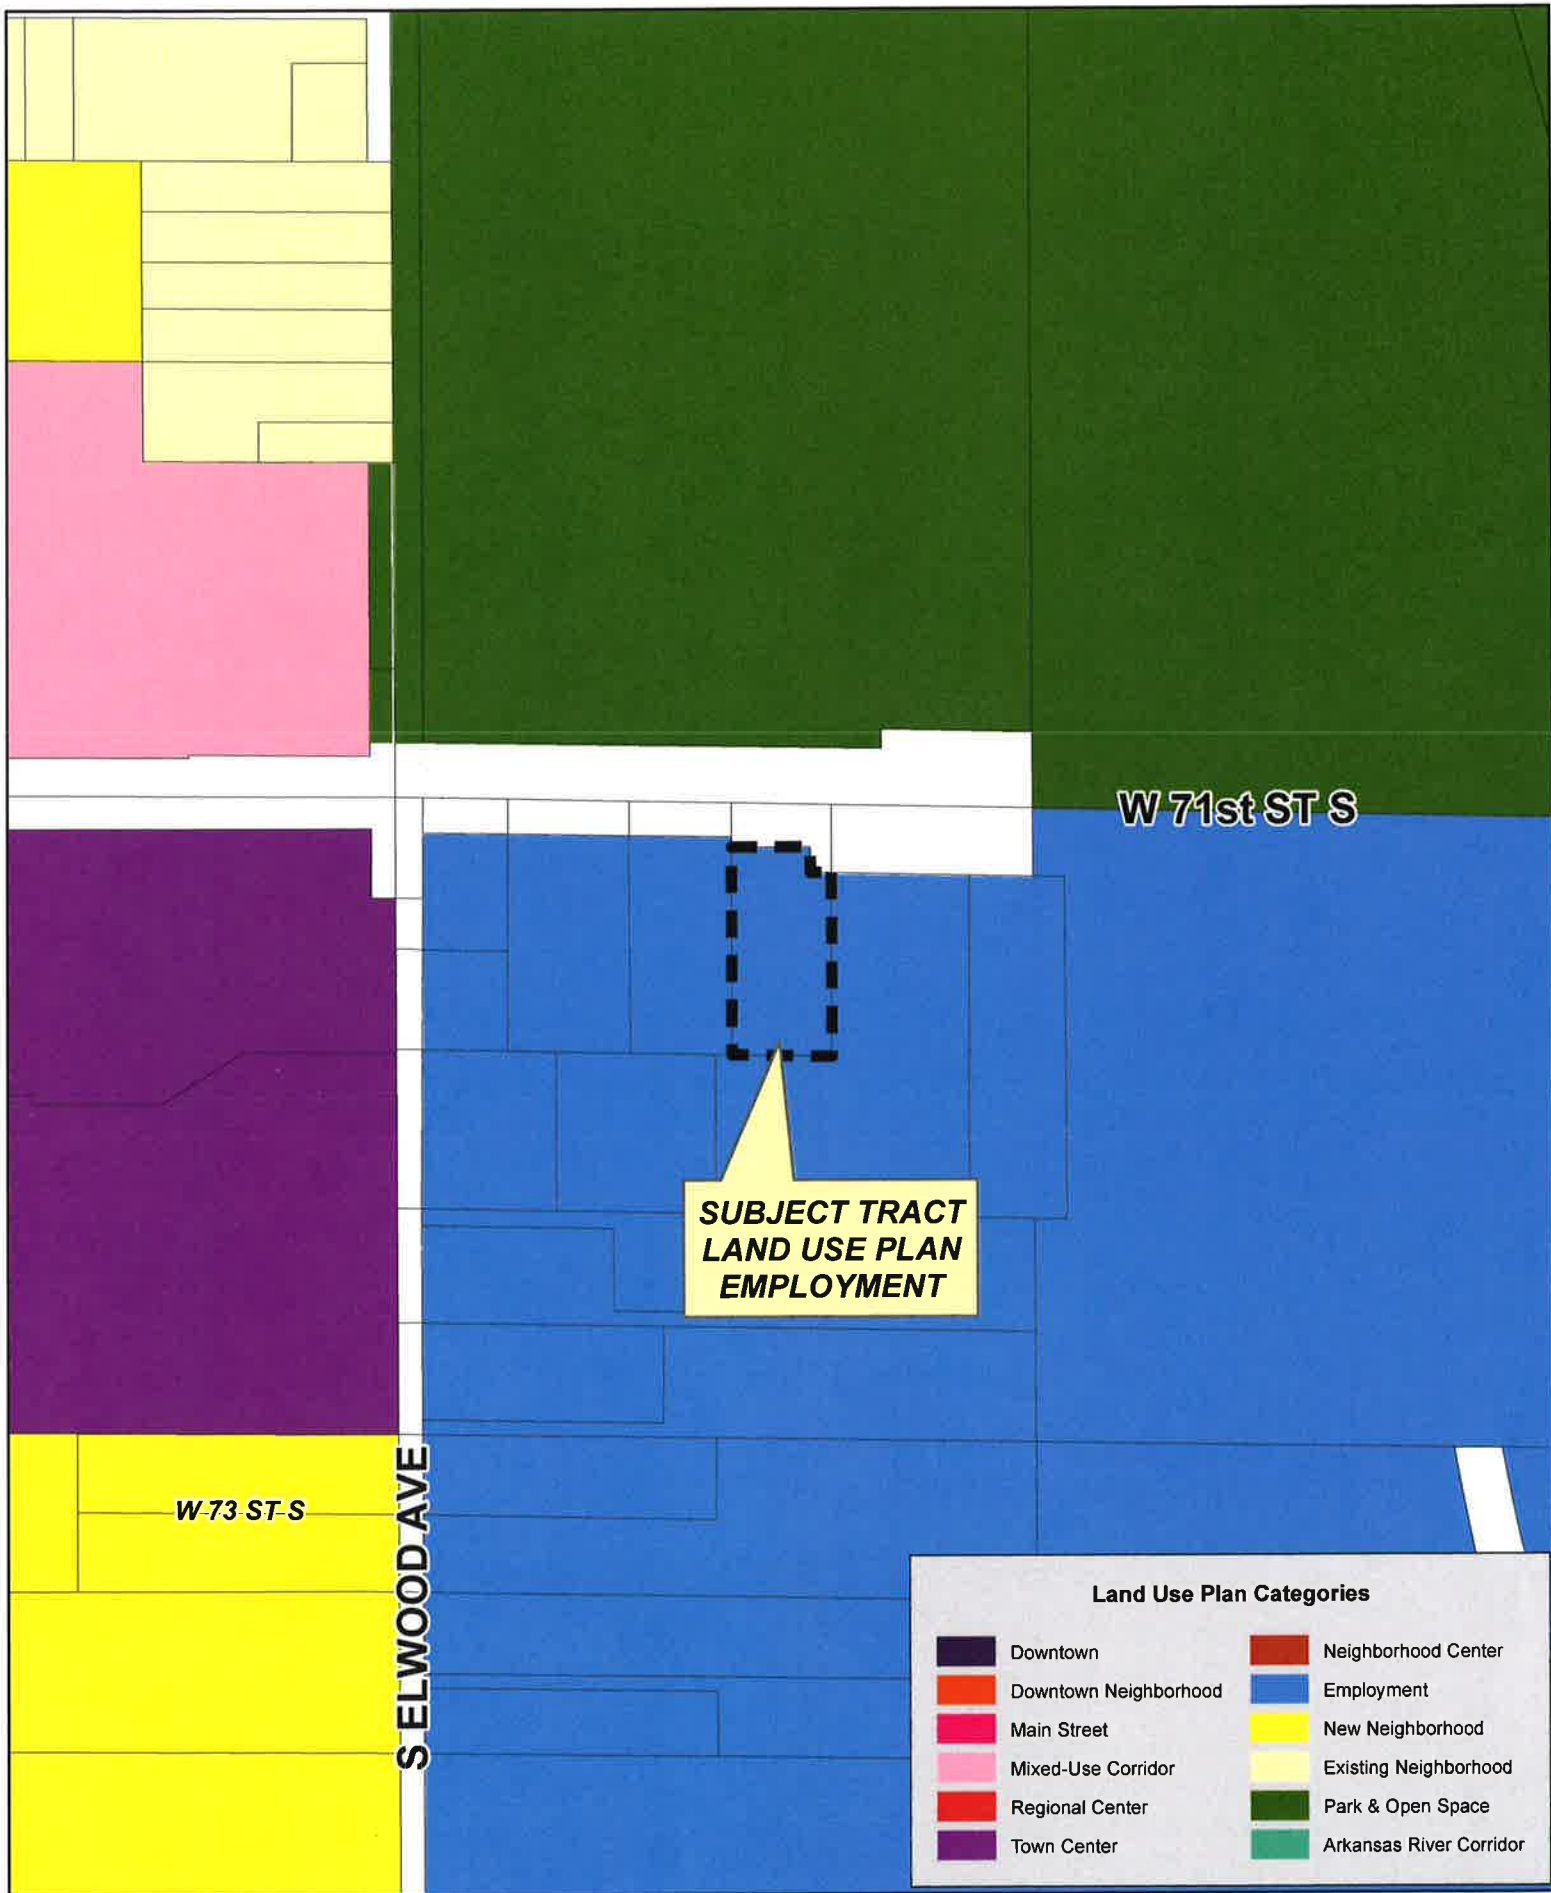 W 71st ST S
SUBJECT TRACT
LAND USE PLAN
EMPLOYMENT
W 73 ST S
S ELWOOD AVE
Land Use Plan Categories
Downtown
Downtown Neighborhood
Main Street
Mixed-Use Corridor
Regional Center
Town Center
Neighborhood Center
Employment
New Neighborhood
Existing Neighborhood
Park & Open Space
Arkansas River Corridor